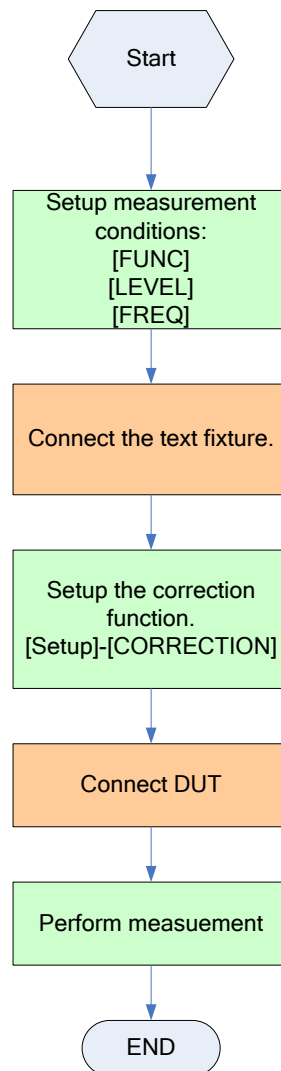 Start
Setup measurement
conditions:
[FUNC]
[LEVEL]
[FREQ]
Connect the text fixture.
Setup the correction
function.
[Setup]-[CORRECTION]
Connect DUT
Perform measuement
END